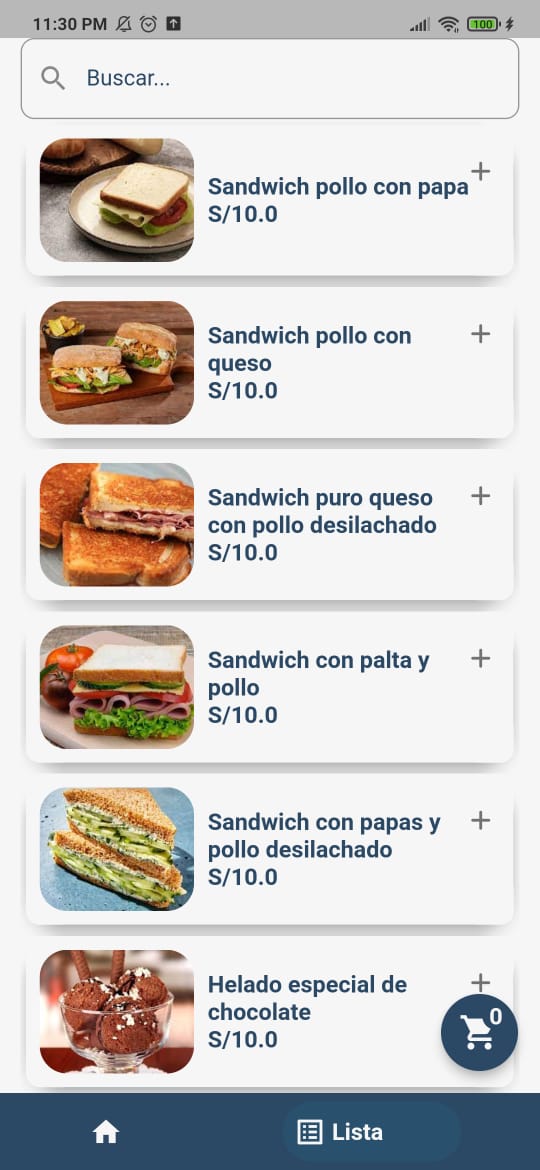 11:30 PM
100
Buscar...
Sandwich pollo con papa
S/10.0
Sandwich pollo con
queso
S/10.0
Sandwich puro queso
con pollo desilachado
S/10.0
Sandwich con palta y
pollo
S/10.0
Sandwich con papas y
pollo desilachado
S/10.0
Helado especial de
chocolate
S/10.0
0
Lista